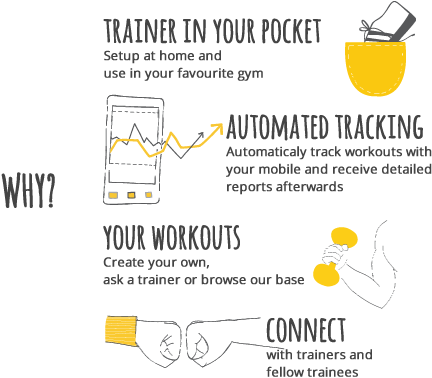 TRAINER IN YOUR POCKET
Setup at home and
use in your favourite gym
AUTOMATED TRACKING
Automaticaly track workouts with
your mobile and receive detailed
reports afterwards
WHY?
YOUR WORKOUTS
Create your own,
ask a trainer or browse our base
CONNECT
with trainers and
fellow trainees